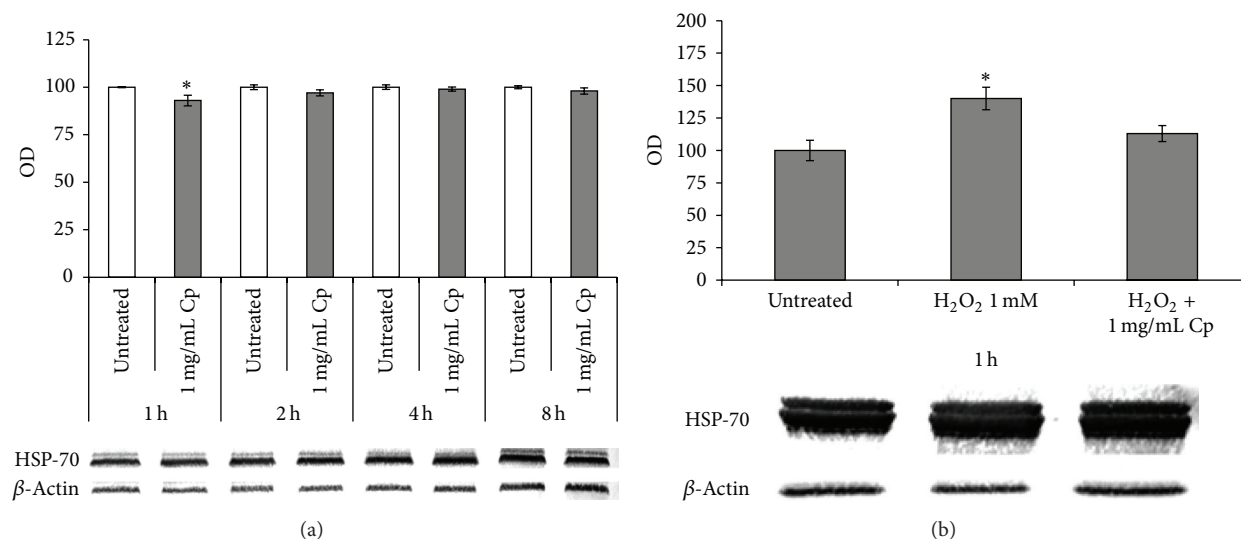 125
100
75
50
25
0
OD
*
Untreated
1 mg/mL Cp
Untreated
1 mg/mL Cp
Untreated
1 mg/mL Cp
Untreated
1 mg/mL Cp
1 h
2 h
4 h
8 h
HSP-70
β-Actin
(a)
200
175
150
125
100
75
50
25
0
OD
*
Untreated
H₂O₂ 1 mM
H₂O₂ +
1 mg/mL Cp
1 h
HSP-70
β-Actin
(b)